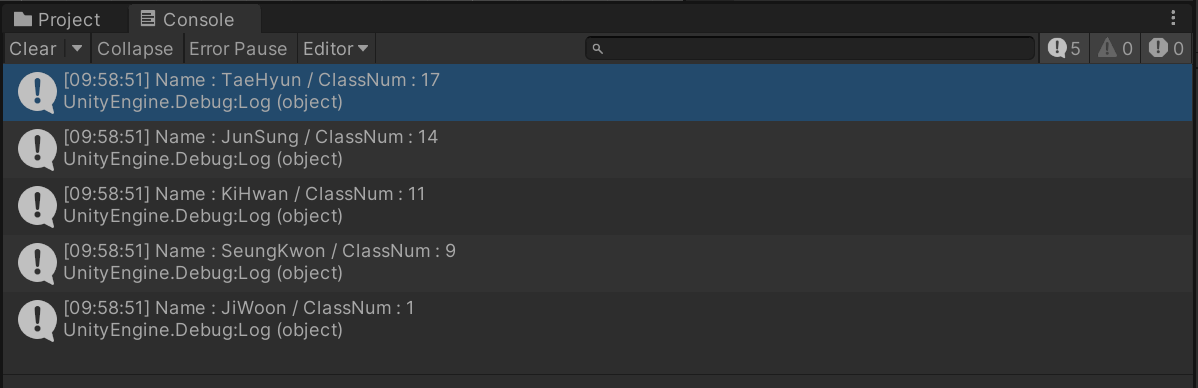 Project
Console
Clear
Collapse
Error Pause
Editor
5
0
0
[09:58:51] Name : TaeHyun / ClassNum : 17
UnityEngine.Debug:Log (object)
[09:58:51] Name : JunSung / ClassNum : 14
UnityEngine.Debug:Log (object)
[09:58:51] Name : KiHwan / ClassNum : 11
UnityEngine.Debug:Log (object)
[09:58:51] Name : SeungKwon / ClassNum : 9
UnityEngine.Debug:Log (object)
[09:58:51] Name : JiWoon / ClassNum : 1
UnityEngine.Debug:Log (object)